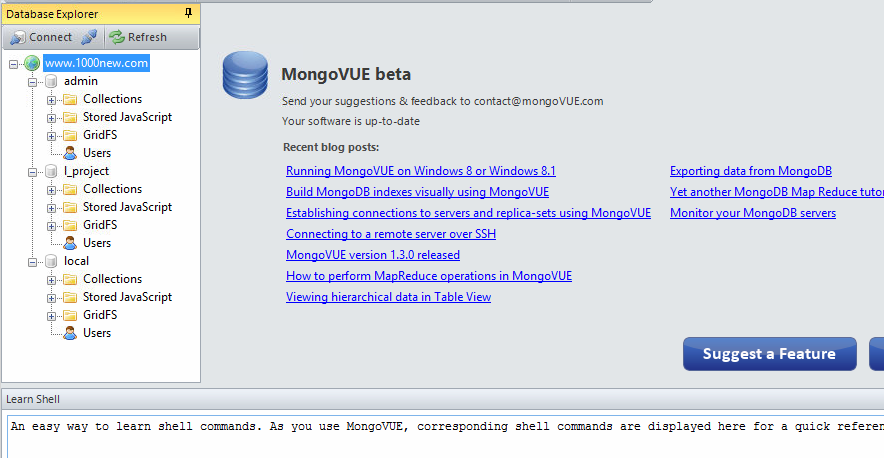 Database Explorer
Connect Refresh
www.1000new.com
admin
Collections
Stored JavaScript
GridFS
Users
l_project
Collections
Stored JavaScript
GridFS
Users
local
Collections
Stored JavaScript
GridFS
Users
MongoVUE beta
Send your suggestions & feedback to contact@mongoVUE.com
Your software is up-to-date
Recent blog posts:
Running MongoVUE on Windows 8 or Windows 8.1
Build MongoDB indexes visually using MongoVUE
Establishing connections to servers and replica-sets using MongoVUE
Connecting to a remote server over SSH
MongoVUE version 1.3.0 released
How to perform MapReduce operations in MongoVUE
Viewing hierarchical data in Table View
Exporting data from MongoDB
Yet another MongoDB Map Reduce tutor
Monitor your MongoDB servers
Suggest a Feature
Learn Shell
An easy way to learn shell commands. As you use MongoVUE, corresponding shell commands are displayed here for a quick referen